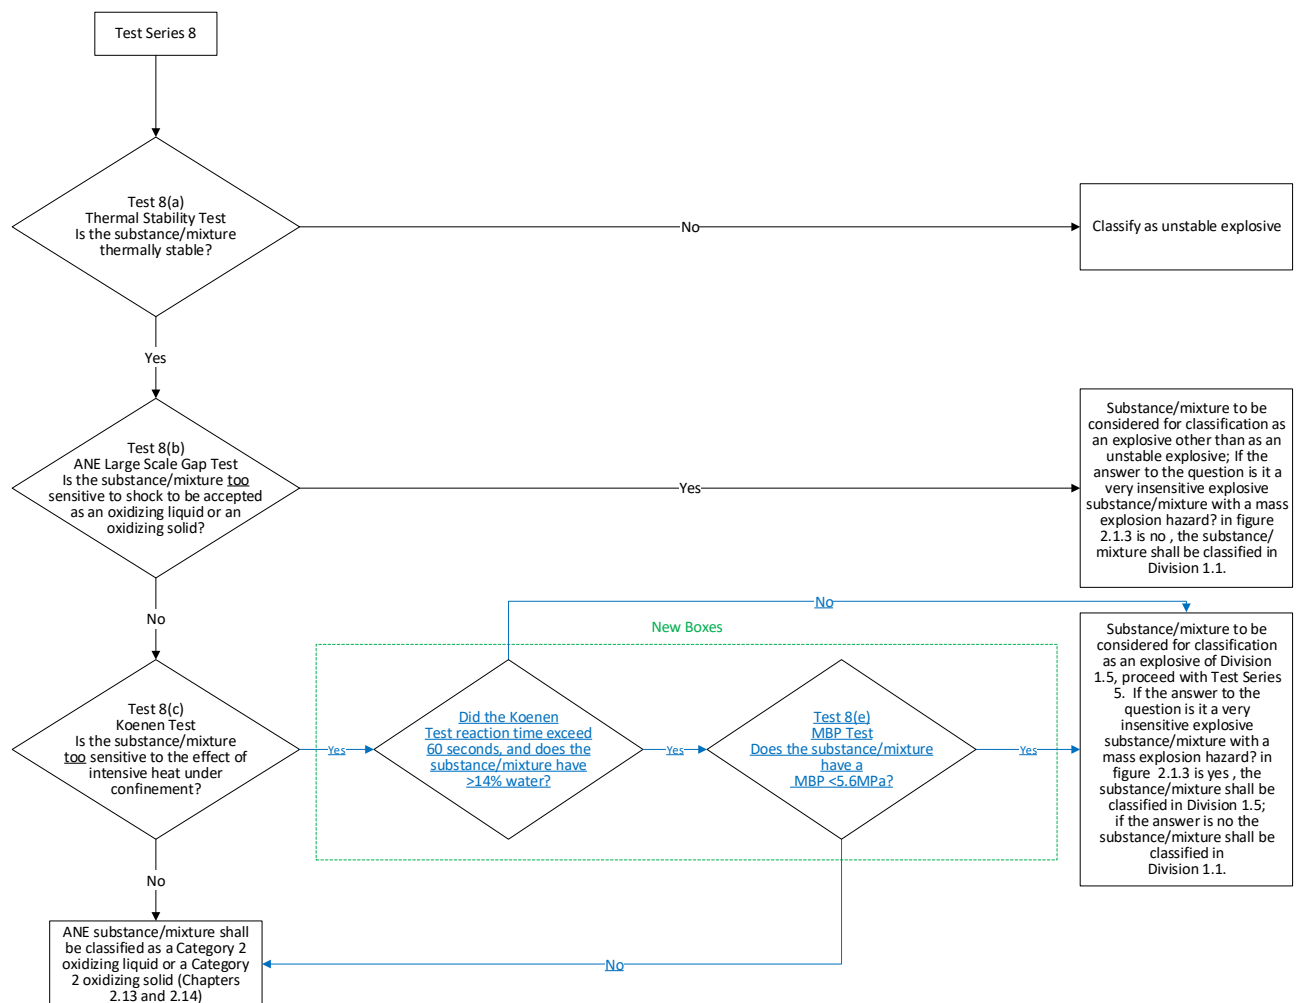 Test Series 8
Test 8(a)
Thermal Stability Test
Is the substance/mixture
thermally stable?
No
Classify as unstable explosive
Yes
Test 8(b)
ANE Large Scale Gap Test
Is the substance/mixture too
sensitive to shock to be accepted
as an oxidizing liquid or an
oxidizing solid?
Yes
Substance/mixture to be
considered for classification as
an explosive other than as an
unstable explosive; If the
answer to the question is it a
very insensitive explosive
substance/mixture with a mass
explosion hazard? in figure
2.1.3 is no , the substance/
mixture shall be classified in
Division 1.1.
No
No
New Boxes
Test 8(c)
Koenen Test
Is the substance/mixture
too sensitive to the effect of
intensive heat under
confinement?
Yes
Did the Koenen
Test reaction time exceed
60 seconds, and does the
substance/mixture have
>14% water?
Yes
Test 8(e)
MBP Test
Does the substance/mixture
have a
MBP <5.6MPa?
Yes
Substance/mixture to be
considered for classification
as an explosive of Division
1.5, proceed with Test Series
5. If the answer to the
question is it a very
insensitive explosive
substance/mixture with a
mass explosion hazard? in
figure 2.1.3 is yes , the
substance/mixture shall be
classified in Division 1.5;
if the answer is no the
substance/mixture shall be
classified in
Division 1.1.
No
ANE substance/mixture shall
be classified as a Category 2
oxidizing liquid or a Category
2 oxidizing solid (Chapters
2.13 and 2.14)
No